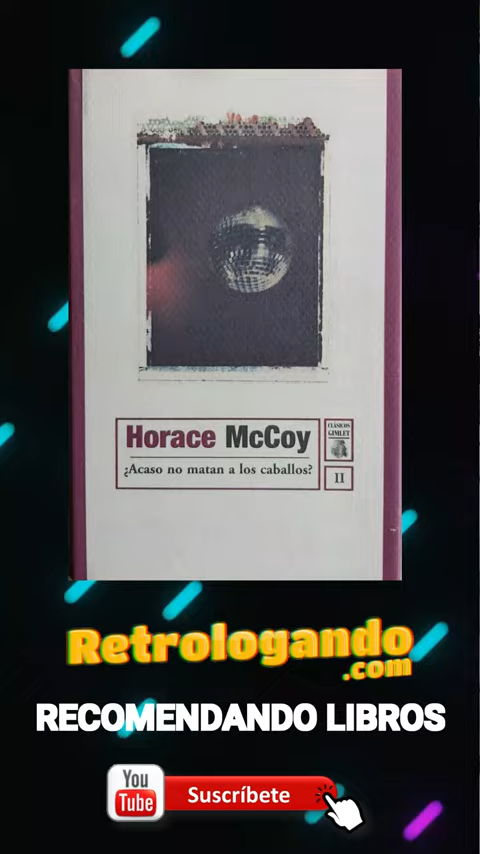 Horace McCoy
¿Acaso no matan a los caballos?
CLÁSICOS
GIMLET
II
Retrologando
.com
RECOMENDANDO LIBROS
You
Tube
Suscríbete